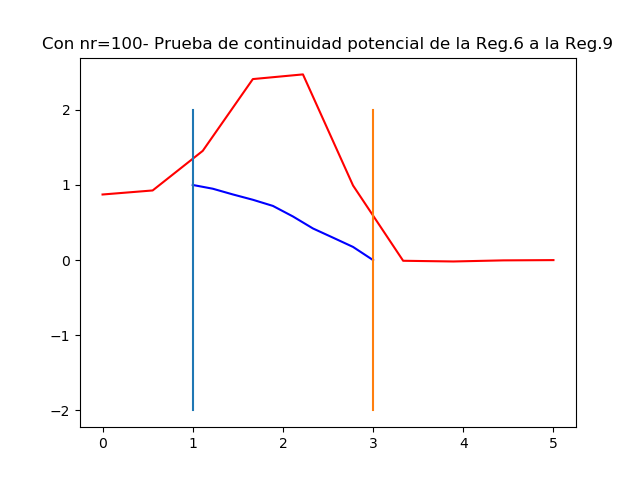 Con nr=100- Prueba de continuidad potencial de la Reg.6 a la Reg.9
2
1
0
−1
−2
0 1 2 3 4 5